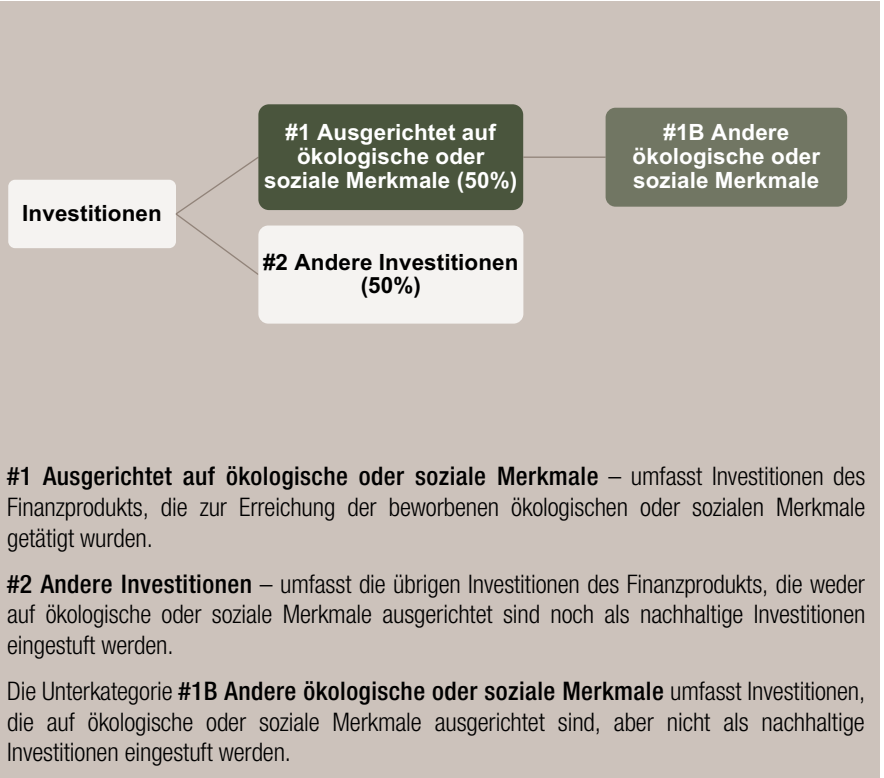 #1 Ausgerichtet auf
ökologische oder
soziale Merkmale (50%)
#1B Andere
ökologische oder
soziale Merkmale
Investitionen
#2 Andere Investitionen
(50%)
#1 Ausgerichtet auf ökologische oder soziale Merkmale – umfasst Investitionen des
Finanzprodukts, die zur Erreichung der beworbenen ökologischen oder sozialen Merkmale
getätigt wurden.
#2 Andere Investitionen – umfasst die übrigen Investitionen des Finanzprodukts, die weder
auf ökologische oder soziale Merkmale ausgerichtet sind noch als nachhaltige Investitionen
eingestuft werden.
Die Unterkategorie #1B Andere ökologische oder soziale Merkmale umfasst Investitionen,
die auf ökologische oder soziale Merkmale ausgerichtet sind, aber nicht als nachhaltige
Investitionen eingestuft werden.